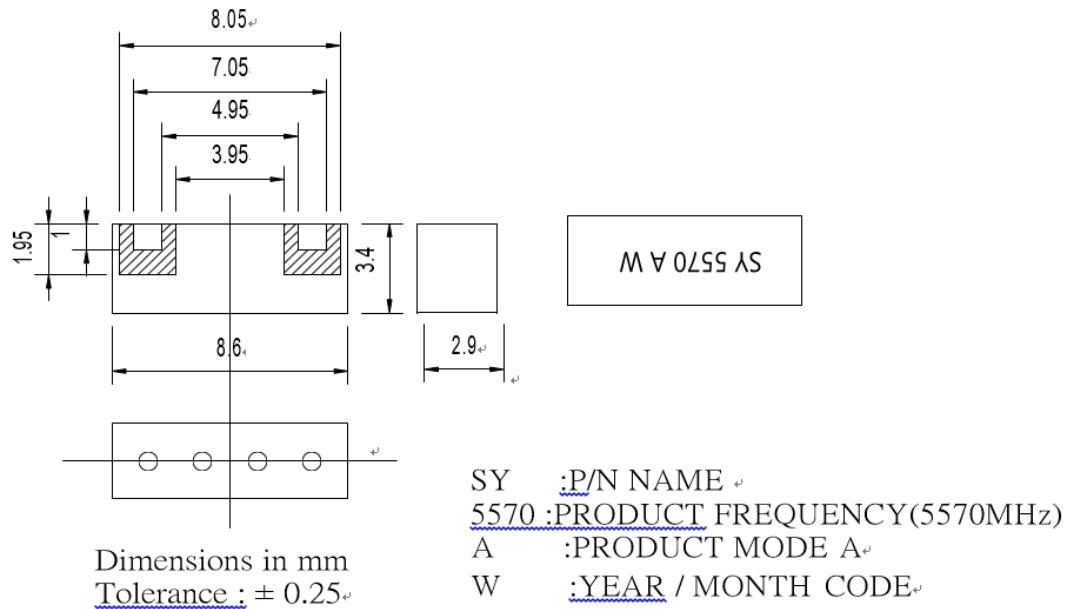 8.05
7.05
4.95
3.95
1.95
1
3.4
8.6
2.9
SY 5570 A W
SY :P/N NAME
5570 :PRODUCT FREQUENCY(5570MHz)
A :PRODUCT MODE A
W :YEAR / MONTH CODE
Dimensions in mm
Tolerance : ± 0.25